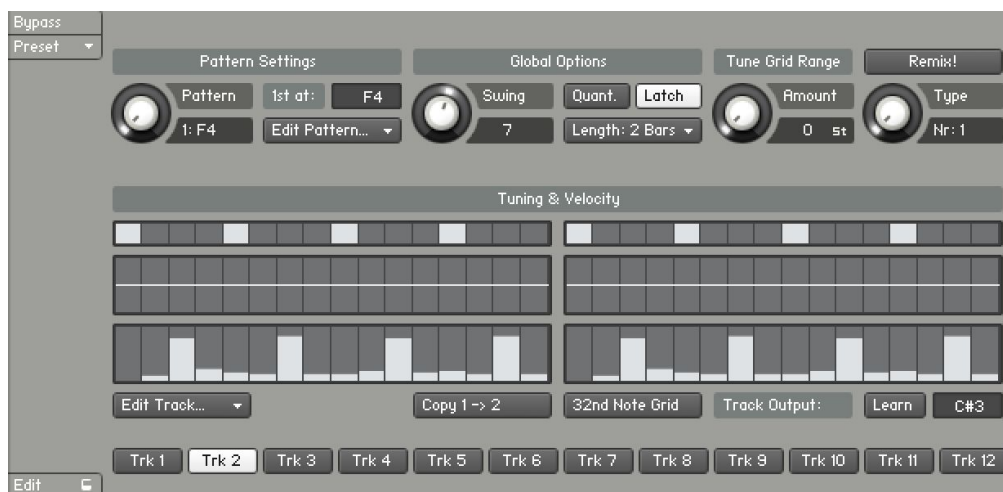 Bypass
Preset
Pattern Settings
Global Options
Tune Grid Range
Remix!
Pattern
1st at:
F4
Swing
Quant.
Latch
Amount
Type
1: F4
Edit Pattern...
7
Length: 2 Bars
0 st
Nr: 1
Tuning & Velocity
Edit Track...
Copy 1 -> 2
32nd Note Grid
Track Output:
Learn
C#3
Trk 1
Trk 2
Trk 3
Trk 4
Trk 5
Trk 6
Trk 7
Trk 8
Trk 9
Trk 10
Trk 11
Trk 12
Edit